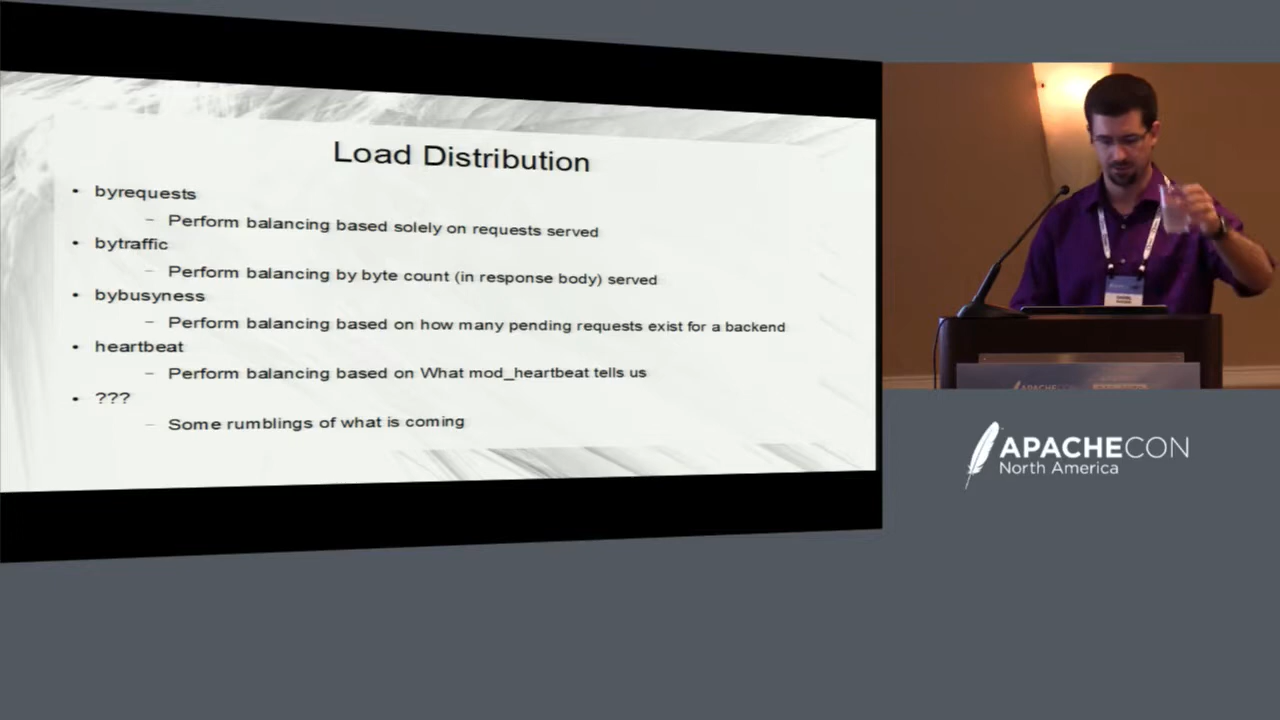 Load Distribution
• byrequests
– Perform balancing based solely on requests served
• bytraffic
– Perform balancing by byte count (in response body) served
• bybusyness
– Perform balancing based on how many pending requests exist for a backend
• heartbeat
– Perform balancing based on What mod_heartbeat tells us
• ???
– Some rumblings of what is coming
APACHECON
North America